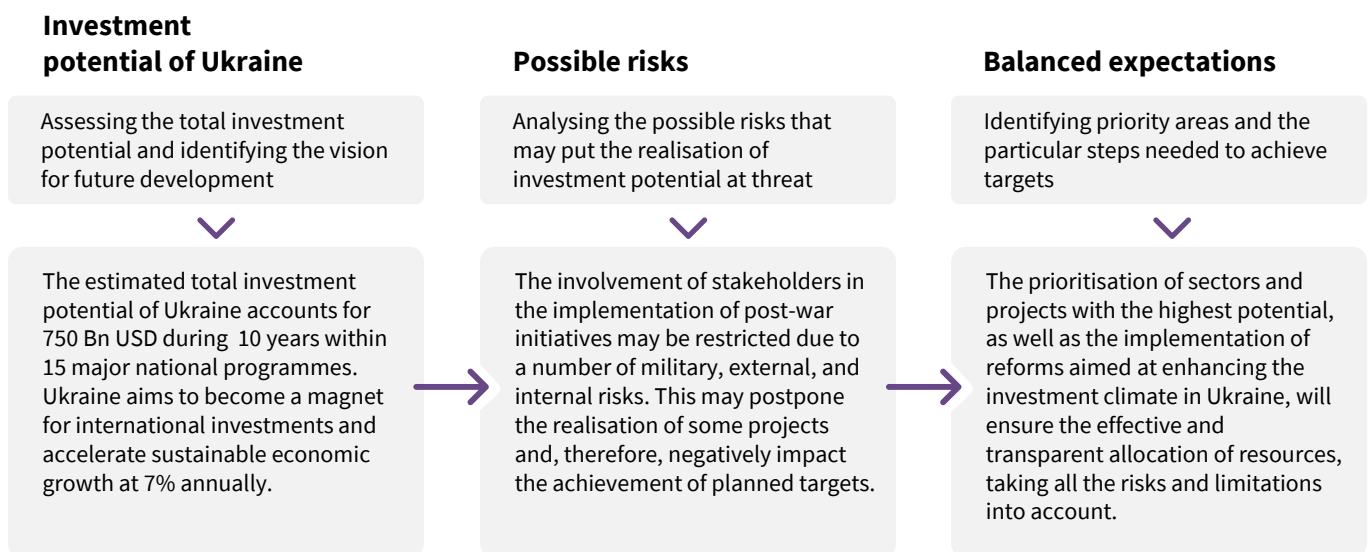 Investment
potential of Ukraine
Assessing the total investment
potential and identifying the vision
for future development
The estimated total investment
potential of Ukraine accounts for
750 Bn USD during  10 years within
15 major national programmes.
Ukraine aims to become a magnet
for international investments and
accelerate sustainable economic
growth at 7% annually.
Possible risks
Analysing the possible risks that
may put the realisation of
investment potential at threat
The involvement of stakeholders in
the implementation of post-war
initiatives may be restricted due to
a number of military, external, and
internal risks. This may postpone
the realisation of some projects
and, therefore, negatively impact
the achievement of planned targets.
Balanced expectations
Identifying priority areas and the
particular steps needed to achieve
targets
The prioritisation of sectors and
projects with the highest potential,
as well as the implementation of
reforms aimed at enhancing the
investment climate in Ukraine, will
ensure the effective and
transparent allocation of resources,
taking all the risks and limitations
into account.